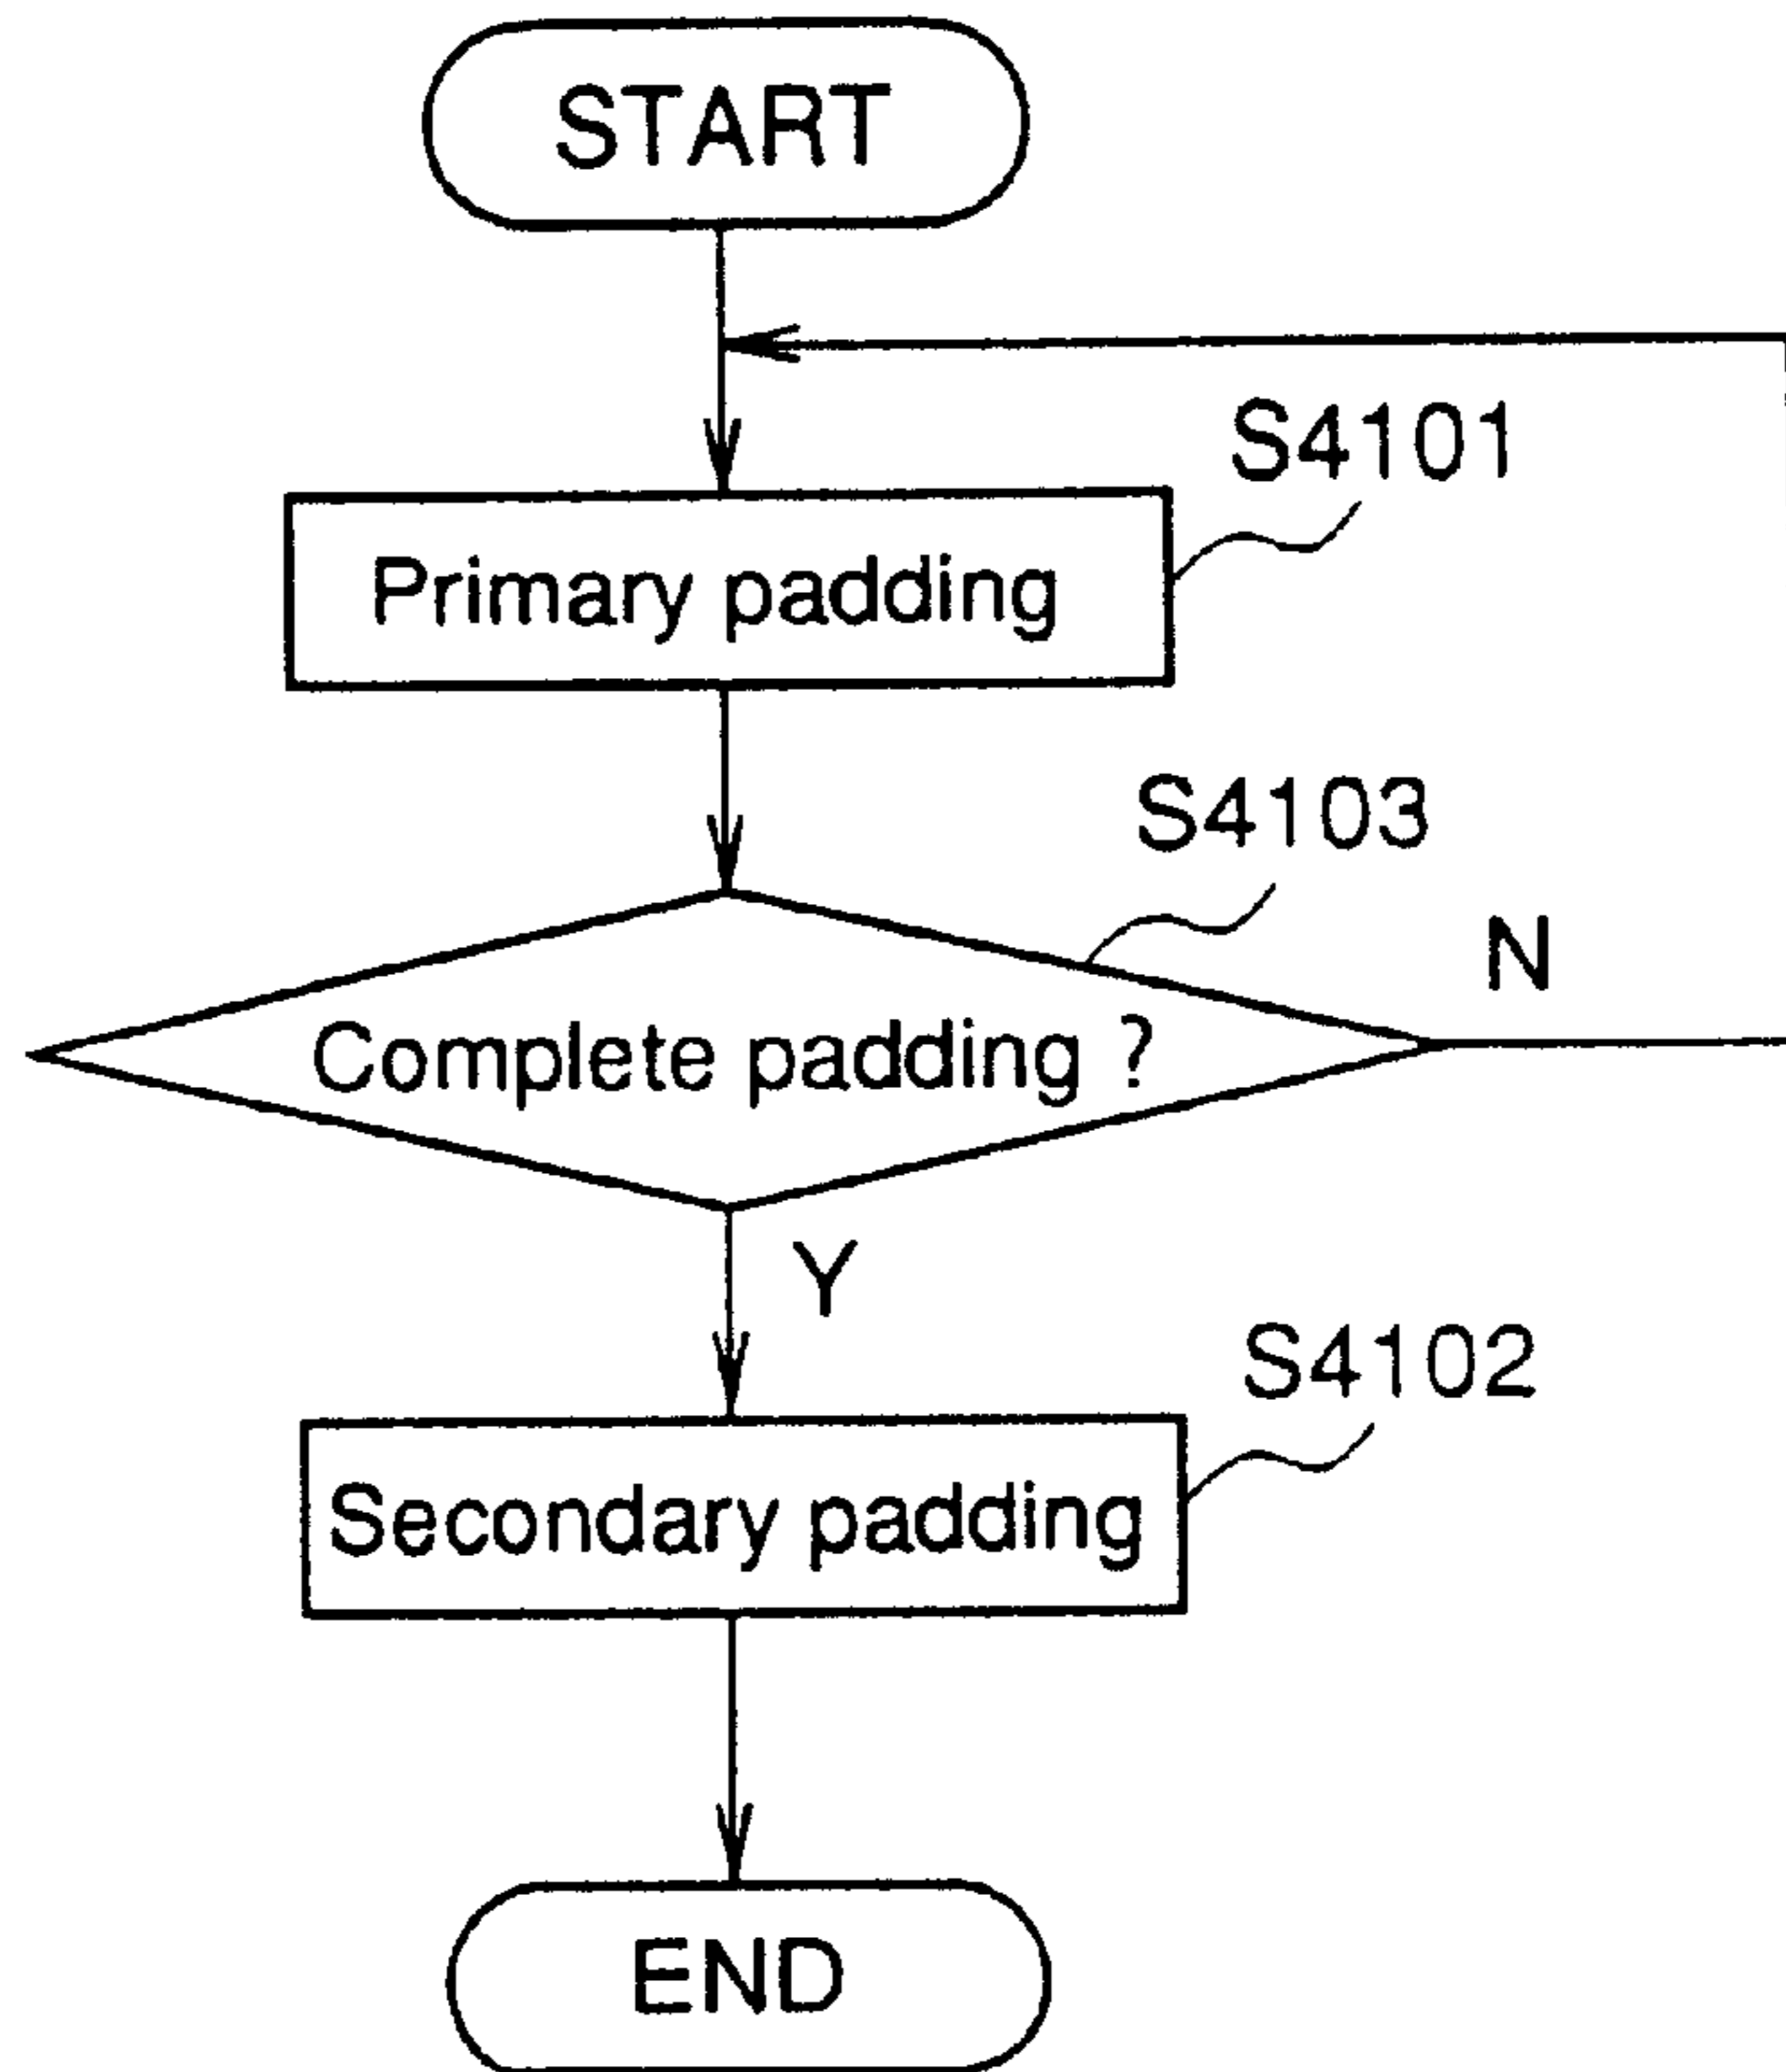 START
S4101
Primary padding
S4103
N
Complete padding ?
Y
S4102
Secondary padding
END